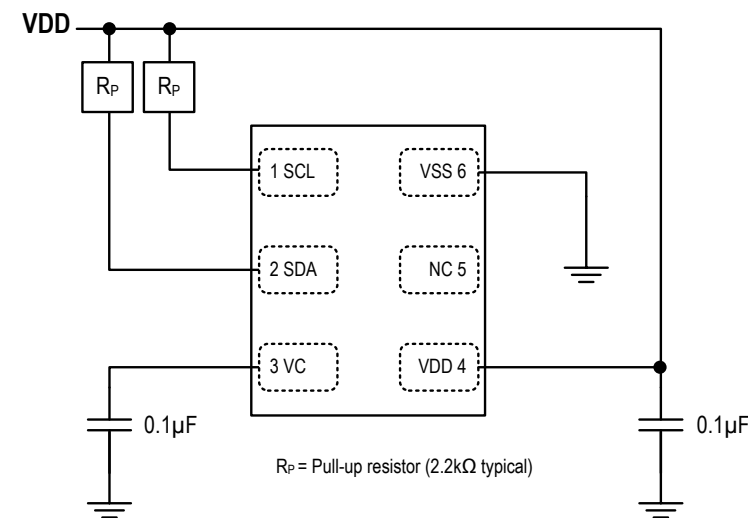 VDD
RP RP
1 SCL VSS 6
2 SDA NC 5
3 VC VDD 4
0.1µF 0.1µF
RP = Pull-up resistor (2.2kΩ typical)